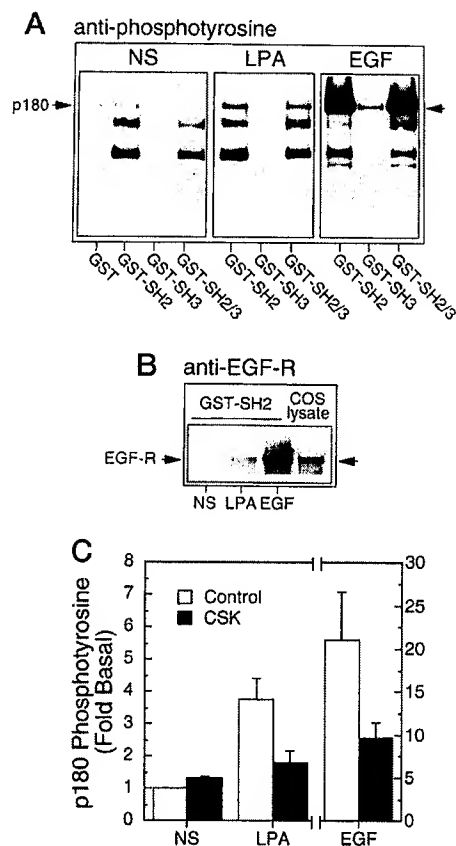 A anti-phosphotyrosine
NS LPA EGF
p180
GST GST-SH2 GST-SH3 GST-SH2/3 GST-SH2 GST-SH3 GST-SH2/3 GST-SH2 GST-SH3 GST-SH2/3
B anti-EGF-R
GST-SH2 COS
lysate
EGF-R
NS LPA EGF
C
p180 Phosphotyrosine
(Fold Basal)
8
7
6
5
4
3
2
1
0
Control
CSK
30
25
20
15
10
5
0
NS LPA EGF